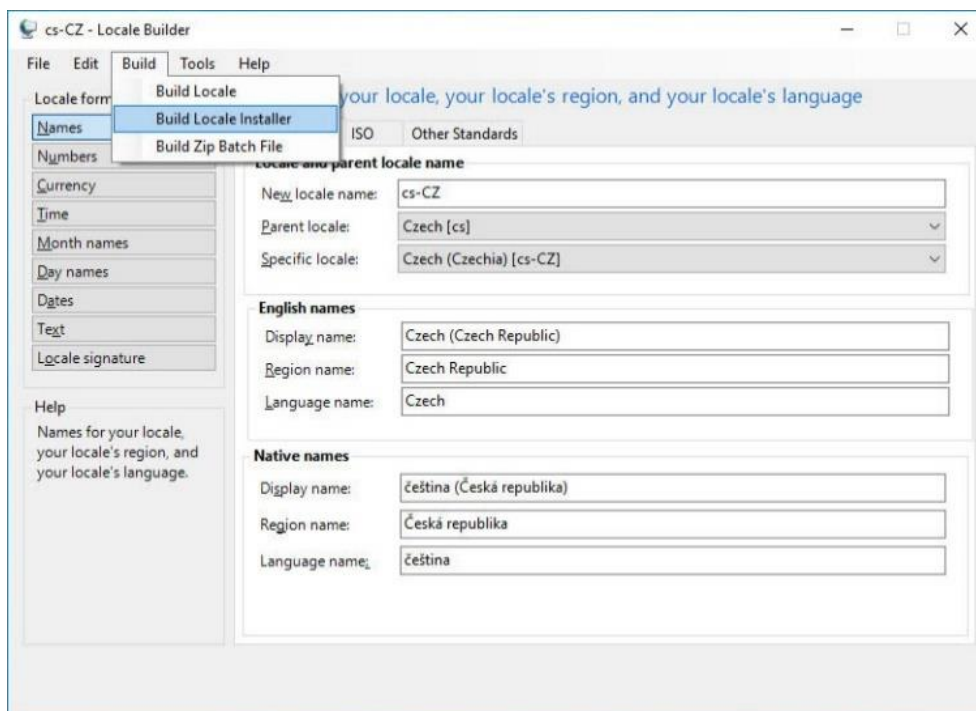 cs-CZ - Locale Builder
File Edit Build Tools Help
Build Locale
Build Locale Installer
Build Zip Batch File
Locale form
your locale, your locale's region, and your locale's language
Names
Numbers
Currency
Time
Month names
Day names
Dates
Text
Locale signature
Help
Names for your locale,
your locale's region, and
your locale's language.
ISO Other Standards
Locale and parent locale name
New locale name: cs-CZ
Parent locale: Czech [cs]
Specific locale: Czech (Czechia) [cs-CZ]
English names
Display name: Czech (Czech Republic)
Region name: Czech Republic
Language name: Czech
Native names
Display name: čeština (Česká republika)
Region name: Česká republika
Language name: čeština